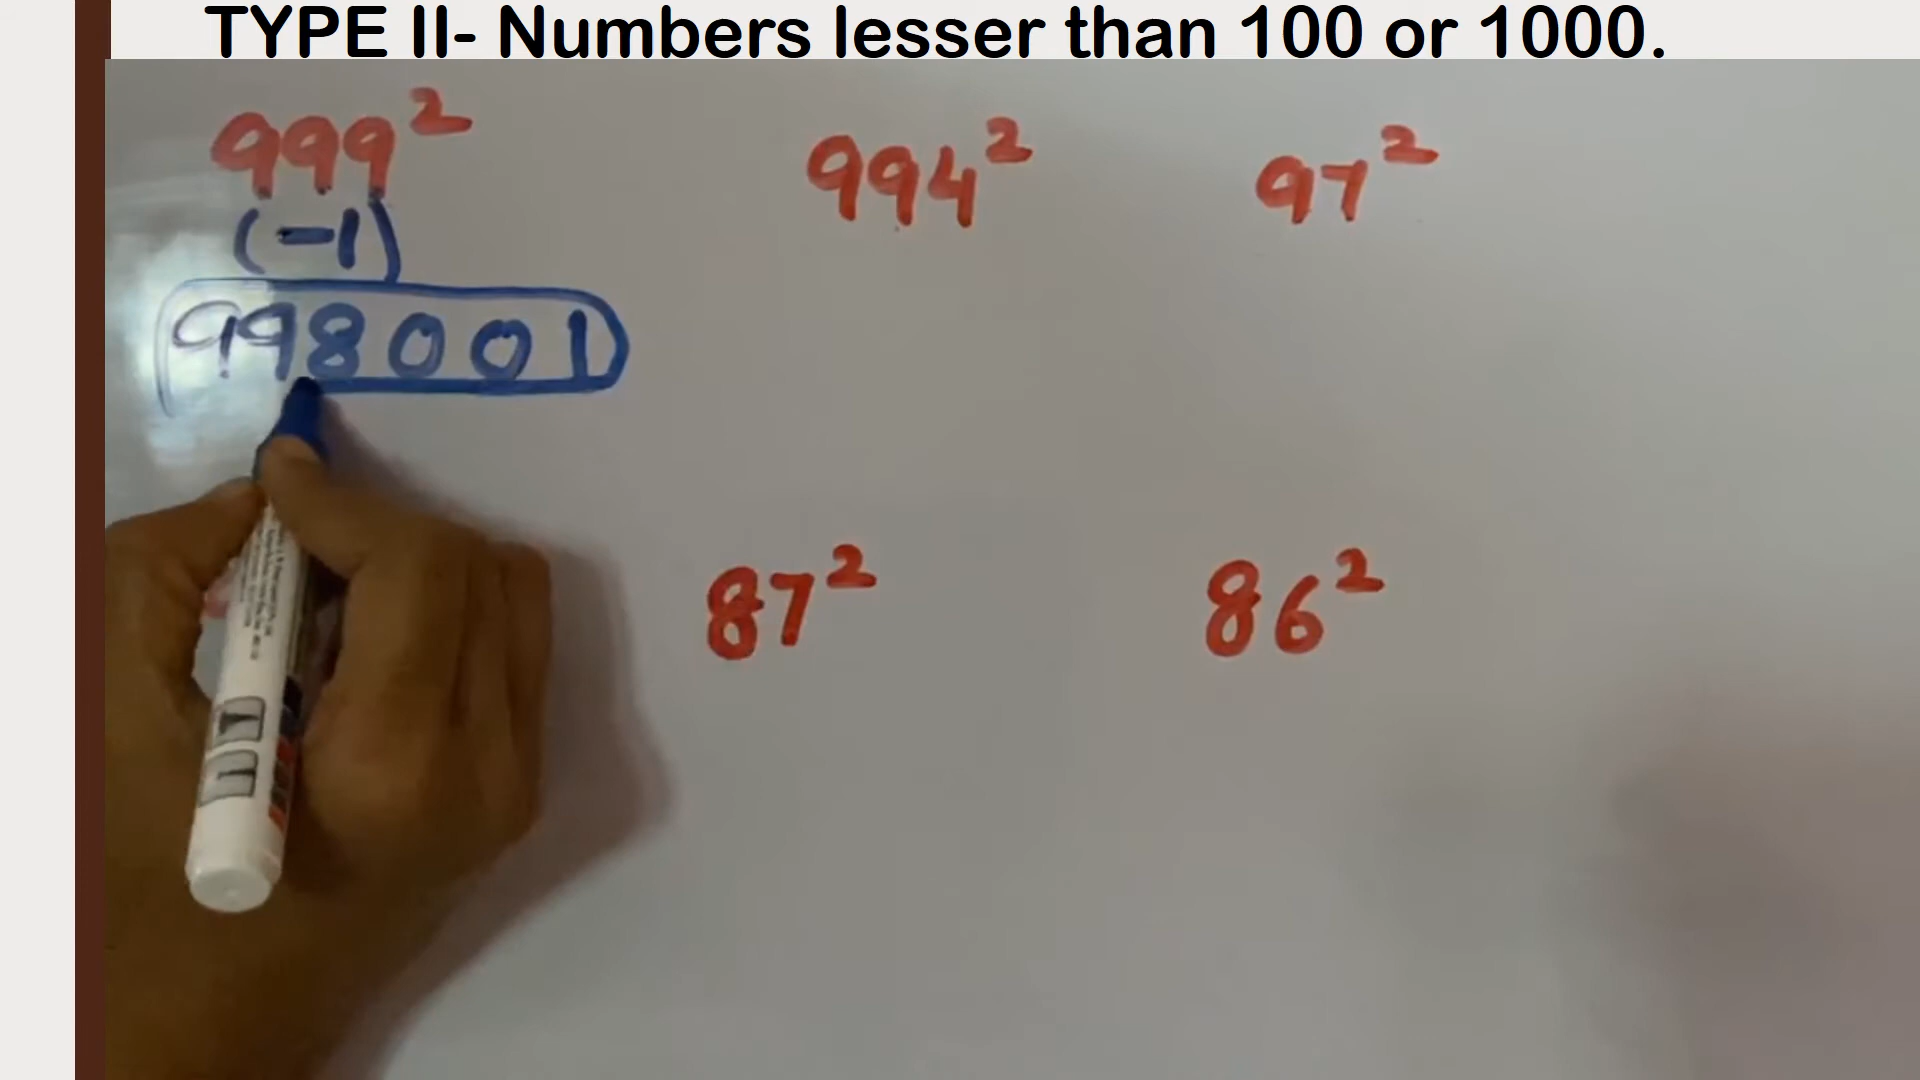 TYPE II- Numbers lesser than 100 or 1000.
999² 994² 97²
(-1)
998001
87² 86²